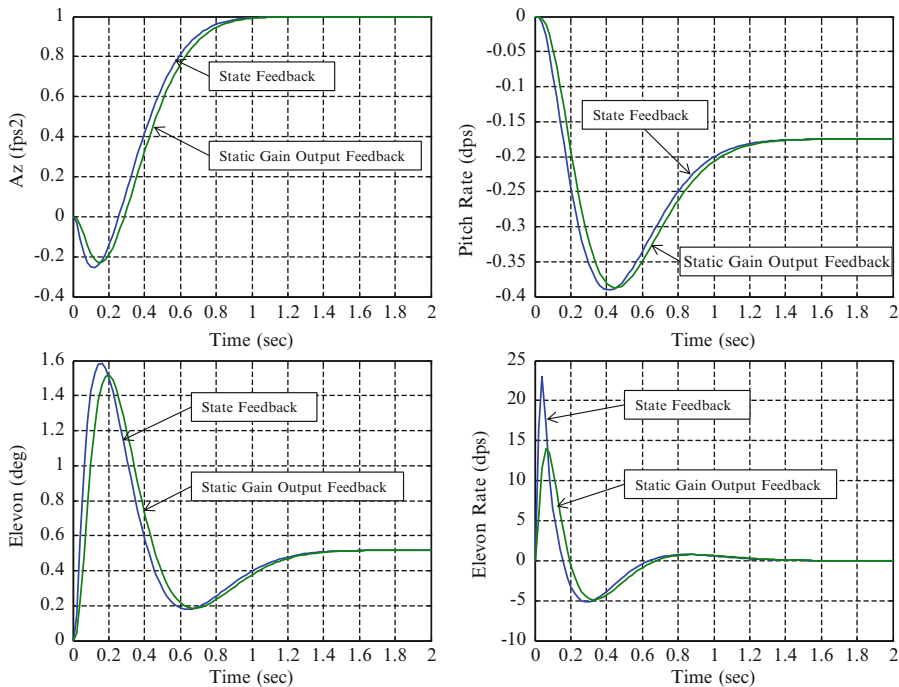 1
0.8
0.6
0.4
0.2
0
-0.2
-0.4
Az (fps2)
State Feedback
Static Gain Output Feedback
0 0.2 0.4 0.6 0.8 1 1.2 1.4 1.6 1.8 2
Time (sec)
0
-0.05
-0.1
-0.15
-0.2
-0.25
-0.3
-0.35
-0.4
Pitch Rate (dps)
State Feedback
Static Gain Output Feedback
0 0.2 0.4 0.6 0.8 1 1.2 1.4 1.6 1.8 2
Time (sec)
1.6
1.4
1.2
1
0.8
0.6
0.4
0.2
0
Elevon (deg)
State Feedback
Static Gain Output Feedback
0 0.2 0.4 0.6 0.8 1 1.2 1.4 1.6 1.8 2
Time (sec)
25
20
15
10
5
0
-5
-10
Elevon Rate (dps)
State Feedback
Static Gain Output Feedback
0 0.2 0.4 0.6 0.8 1 1.2 1.4 1.6 1.8 2
Time (sec)